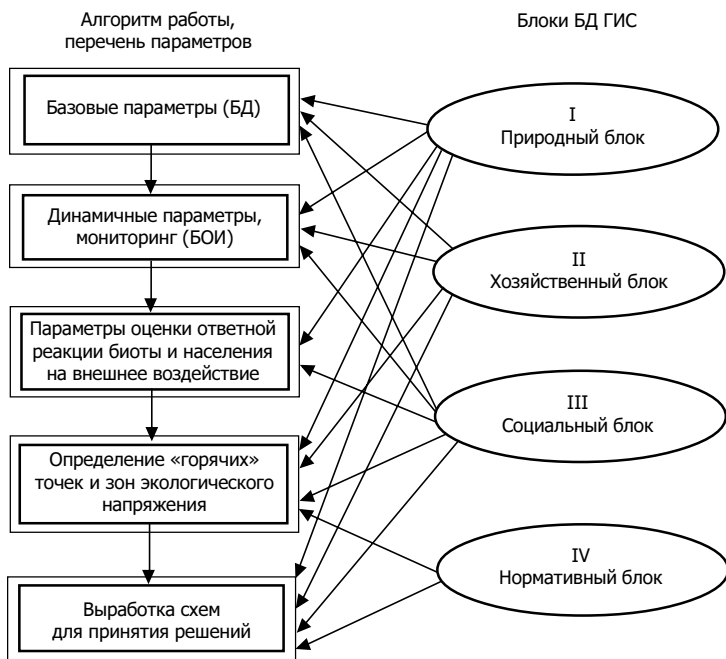 Алгоритм работы,
перечень параметров
Базовые параметры (БД)
Динамичные параметры,
мониторинг (БОИ)
Параметры оценки ответной
реакции биоты и населения
на внешнее воздействие
Определение «горячих»
точек и зон экологического
напряжения
Выработка схем
для принятия решений
Блоки БД ГИС
I
Природный блок
II
Хозяйственный блок
III
Социальный блок
IV
Нормативный блок